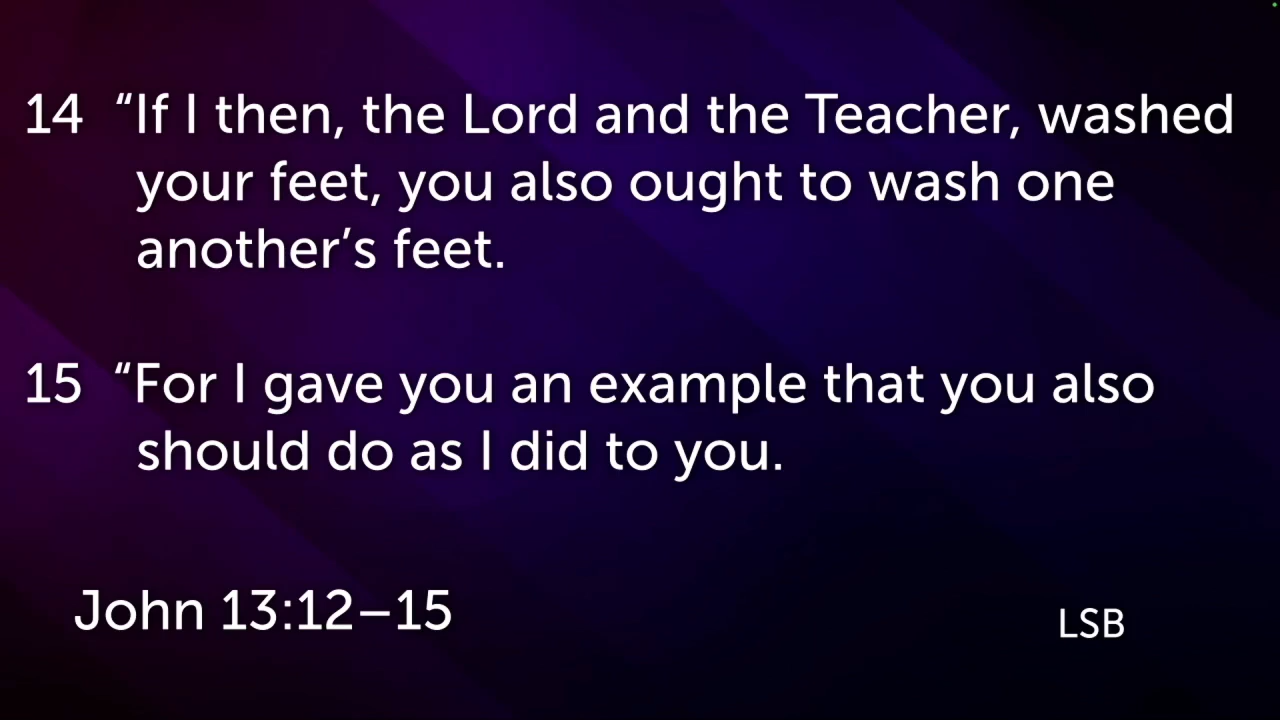 14 “If I then, the Lord and the Teacher, washed
your feet, you also ought to wash one
another’s feet.
15 “For I gave you an example that you also
should do as I did to you.
John 13:12–15
LSB